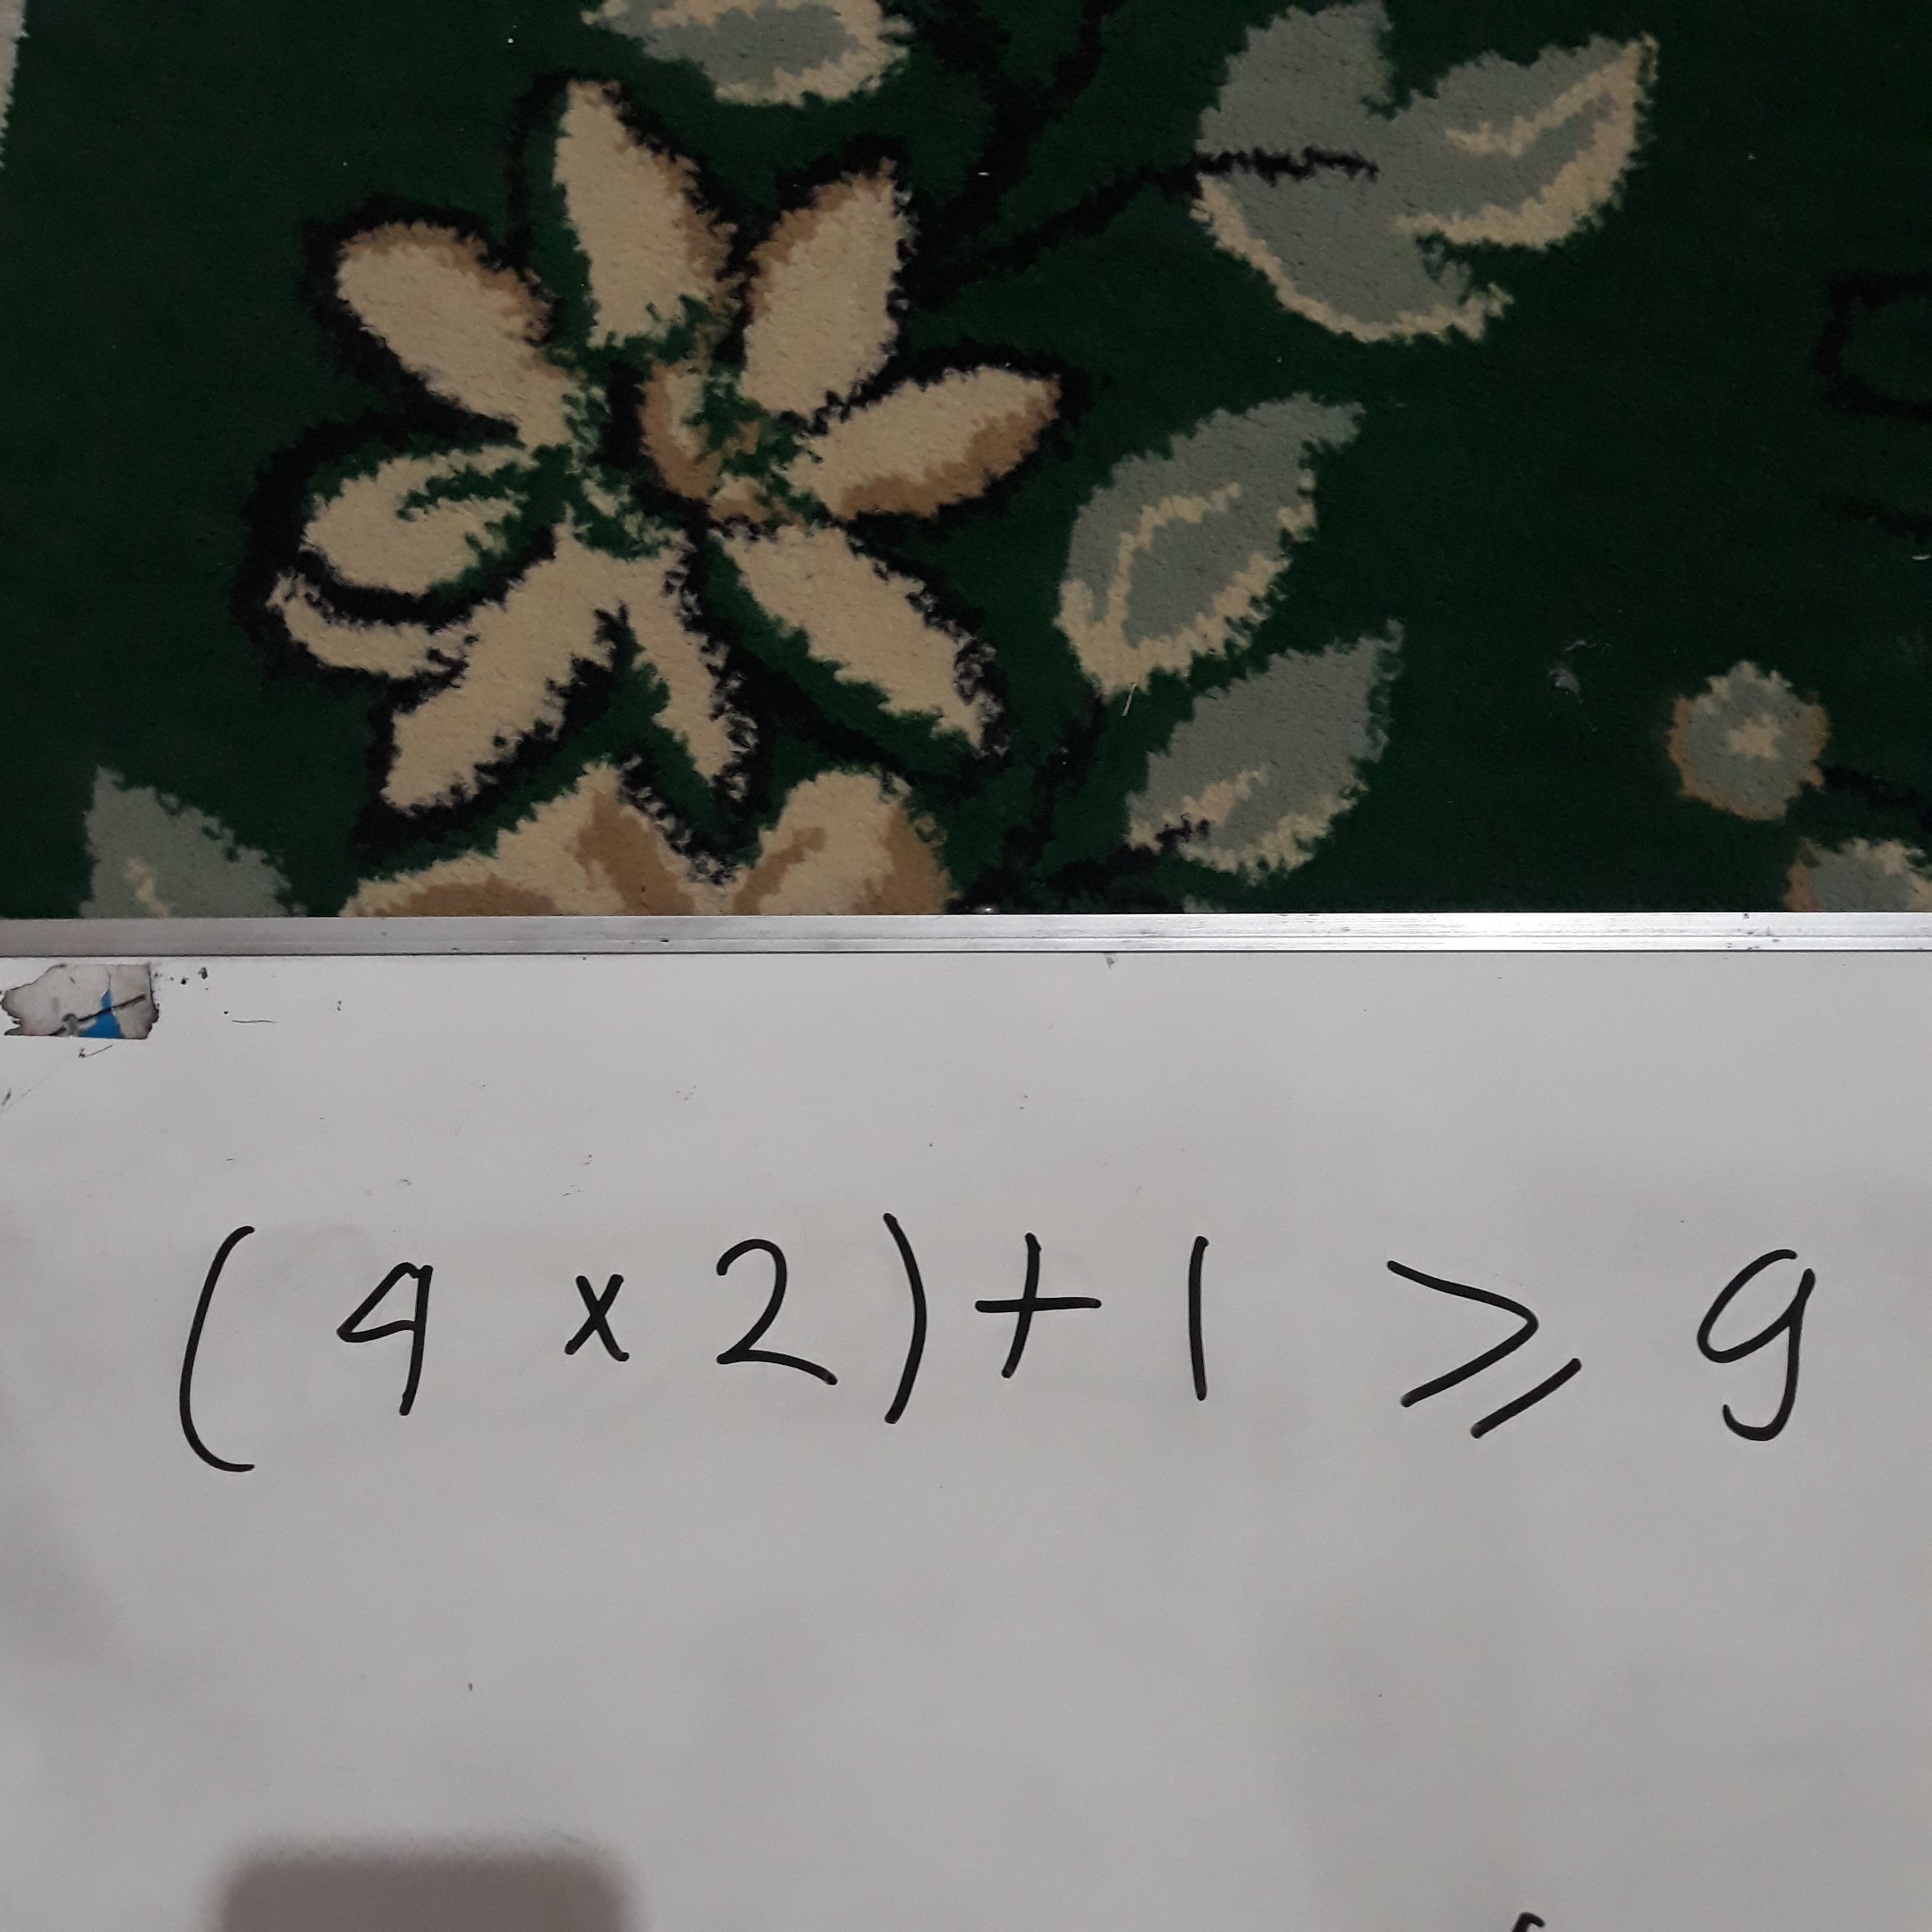 (4 x 2) + 1 ⩾ 9